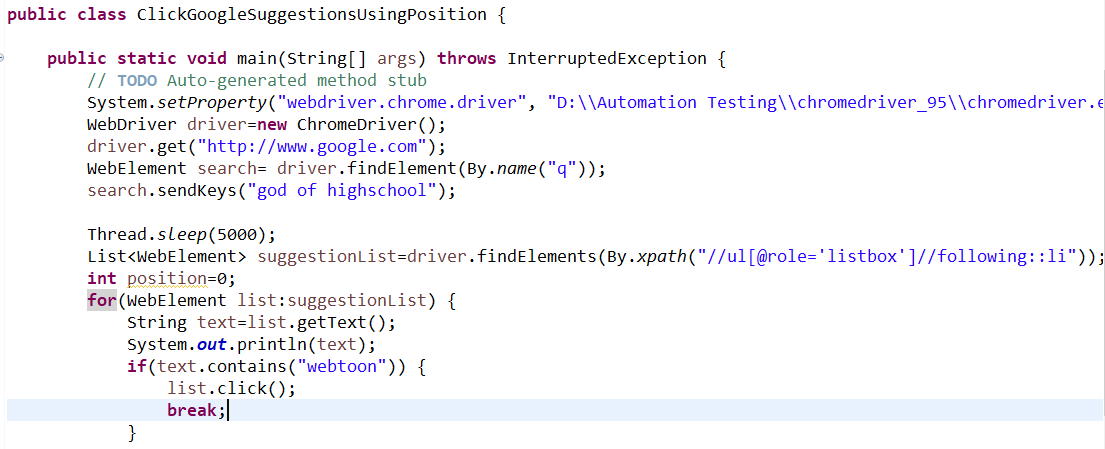 public class ClickGoogleSuggestionsUsingPosition {
public static void main(String[] args) throws InterruptedException {
// TODO Auto-generated method stub
System.setProperty("webdriver.chrome.driver", "D:\\Automation Testing\\chromedriver_95\\chromedriver.e
WebDriver driver=new ChromeDriver();
driver.get("http://www.google.com");
WebElement search= driver.findElement(By.name("q"));
search.sendKeys("god of highschool");
Thread.sleep(5000);
List<WebElement> suggestionList=driver.findElements(By.xpath("//ul[@role='listbox']//following::li"));
int position=0;
for(WebElement list:suggestionList) {
String text=list.getText();
System.out.println(text);
if(text.contains("webtoon")) {
list.click();
break;
}